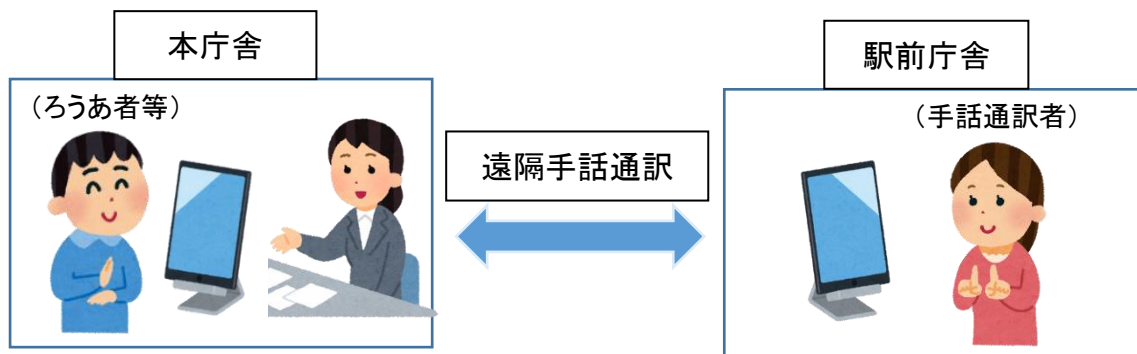 本庁舎
駅前庁舎
（ろうあ者等）
（手話通訳者）
遠隔手話通訳